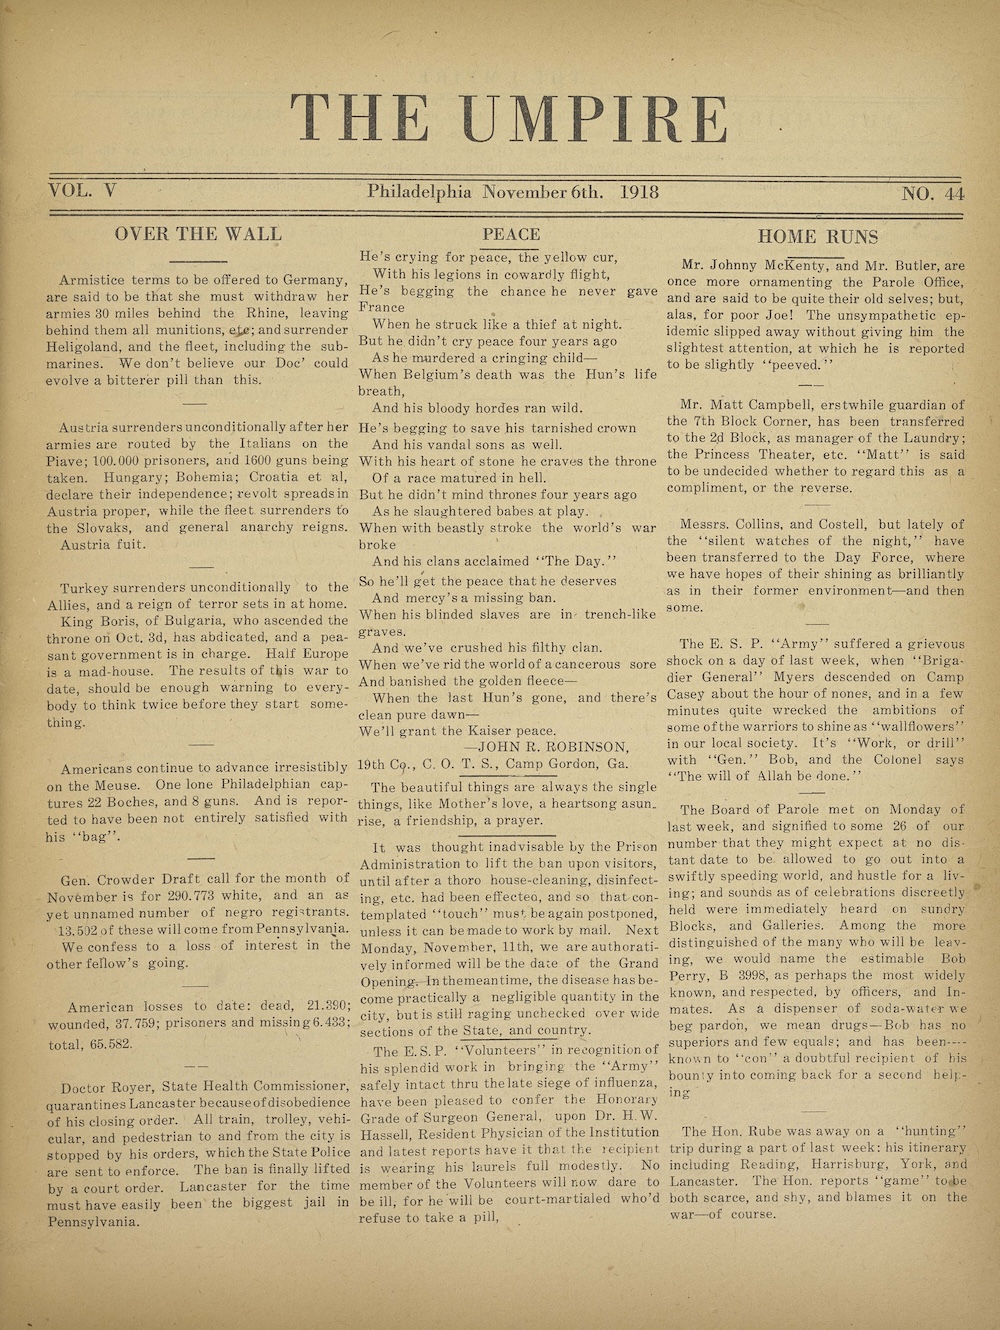 THE UMPIRE
VOL. V
Philadelphia November 6th. 1918
NO. 44
OVER THE WALL
Armistice terms to be offered to Germany,
are said to be that she must withdraw her
armies 30 miles behind the Rhine, leaving
behind them all munitions, etc; and surrender
Heligoland, and the fleet, including the sub-
marines. We don't believe our Doc' could
evolve a bitterer pill than this.
Austria surrenders unconditionally after her
armies are routed by the Italians on the
Piave; 100.000 prisoners, and 1600 guns being
taken. Hungary; Bohemia; Croatia et al,
declare their independence; revolt spreads in
Austria proper, while the fleet surrenders to
the Slovaks, and general anarchy reigns.
Austria fuit.
Turkey surrenders unconditionally to the
Allies, and a reign of terror sets in at home.
King Boris, of Bulgaria, who ascended the
throne on Oct. 3d, has abdicated, and a pea-
sant government is in charge. Half Europe
is a mad-house. The results of this war to
date, should be enough warning to every-
body to think twice before they start some-
thing.
Americans continue to advance irresistibly
on the Meuse. One lone Philadelphian cap-
tures 22 Boches, and 8 guns. And is repor-
ted to have been not entirely satisfied with
his "bag".
Gen. Crowder Draft call for the month of
November is for 290.773 white, and an as
yet unnamed number of negro registrants.
13.502 of these will come from Pennsylvania.
We confess to a loss of interest in the
other fellow's going.
American losses to date: dead, 21.390;
wounded, 37.759; prisoners and missing 6.433;
total, 65.582.
Doctor Royer, State Health Commissioner,
quarantines Lancaster because of disobedience
of his closing order. All train, trolley, vehi-
cular, and pedestrian to and from the city is
stopped by his orders, which the State Police
are sent to enforce. The ban is finally lifted
by a court order. Lancaster for the time
must have easily been the biggest jail in
Pennsylvania.
PEACE
He's crying for peace, the yellow cur,
With his legions in cowardly flight,
He's begging the chance he never gave
France
When he struck like a thief at night.
But he didn't cry peace four years ago
As he murdered a cringing child—
When Belgium's death was the Hun's life
breath,
And his bloody hordes ran wild.
He's begging to save his tarnished crown
And his vandal sons as well.
With his heart of stone he craves the throne
Of a race matured in hell.
But he didn't mind thrones four years ago
As he slaughtered babes at play.
When with beastly stroke the world's war
broke
And his clans acclaimed "The Day."
So he'll get the peace that he deserves
And mercy's a missing ban.
When his blinded slaves are in trench-like
graves.
And we've crushed his filthy clan.
When we've rid the world of a cancerous sore
And banished the golden fleece—
When the last Hun's gone, and there's
clean pure dawn—
We'll grant the Kaiser peace.
—JOHN R. ROBINSON,
19th Co., C. O. T. S., Camp Gordon, Ga.
The beautiful things are always the single
things, like Mother's love, a heartsong asun-
rise, a friendship, a prayer.
It was thought inadvisable by the Prison
Administration to lift the ban upon visitors,
until after a thoro house-cleaning, disinfect-
ing, etc. had been effected, and so that con-
templated "touch" must be again postponed,
unless it can be made to work by mail. Next
Monday, November, 11th, we are authorati-
vely informed will be the date of the Grand
Opening. In the meantime, the disease has be-
come practically a negligible quantity in the
city, but is still raging unchecked over wide
sections of the State, and country.
The E. S. P. "Volunteers" in recognition of
his splendid work in bringing the "Army"
safely intact thru the late siege of influenza,
have been pleased to confer the Honorary
Grade of Surgeon General, upon Dr. H. W.
Hassell, Resident Physician of the Institution
and latest reports have it that the recipient
is wearing his laurels full modestly. No
member of the Volunteers will now dare to
be ill, for he will be court-martialed who'd
refuse to take a pill,
HOME RUNS
Mr. Johnny McKenty, and Mr. Butler, are
once more ornamenting the Parole Office,
and are said to be quite their old selves; but,
alas, for poor Joe! The unsympathetic ep-
idemic slipped away without giving him the
slightest attention, at which he is reported
to be slightly "peeved."
Mr. Matt Campbell, erstwhile guardian of
the 7th Block Corner, has been transferred
to the 2d Block, as manager of the Laundry;
the Princess Theater, etc. "Matt" is said
to be undecided whether to regard this as a
compliment, or the reverse.
Messrs. Collins, and Costell, but lately of
the "silent watches of the night," have
been transferred to the Day Force, where
we have hopes of their shining as brilliantly
as in their former environment—and then
some.
The E. S. P. "Army" suffered a grievous
shock on a day of last week, when "Briga-
dier General" Myers descended on Camp
Casey about the hour of nones, and in a few
minutes quite wrecked the ambitions of
some of the warriors to shine as "wallflowers"
in our local society. It's "Work, or drill"
with "Gen." Bob, and the Colonel says
"The will of Allah be done."
The Board of Parole met on Monday of
last week, and signified to some 26 of our
number that they might expect at no dis-
tant date to be allowed to go out into a
swiftly speeding world, and hustle for a liv-
ing; and sounds as of celebrations discreetly
held were immediately heard on sundry
Blocks, and Galleries. Among the more
distinguished of the many who will be leav-
ing, we would name the estimable Bob
Perry, B 3998, as perhaps the most widely
known, and respected, by officers, and In-
mates. As a dispenser of soda-water we
beg pardon, we mean drugs—Bob has no
superiors and few equals; and has been----
known to "con" a doubtful recipient of his
bounty into coming back for a second help-
ing
The Hon. Rube was away on a "hunting"
trip during a part of last week: his itinerary
including Reading, Harrisburg, York, and
Lancaster. The Hon. reports "game" to be
both scarce, and shy, and blames it on the
war—of course.